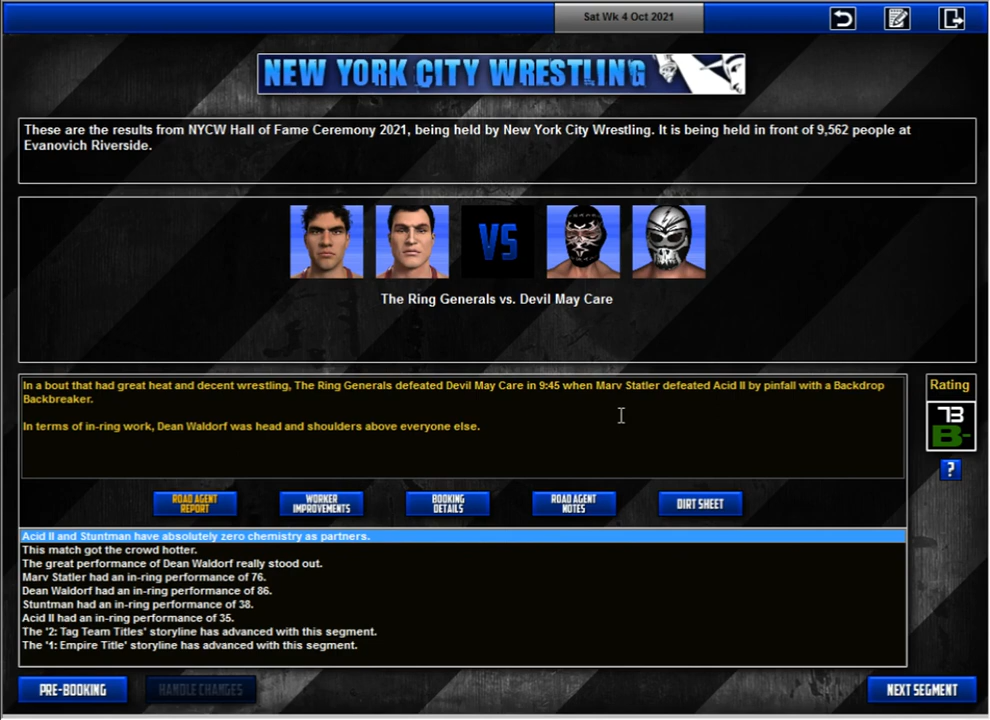 Sat Wk 4 Oct 2021
NEW YORK CITY WRESTLING
These are the results from NYCW Hall of Fame Ceremony 2021, being held by New York City Wrestling. It is being held in front of 9,562 people at
Evanovich Riverside.
VS
The Ring Generals vs. Devil May Care
In a bout that had great heat and decent wrestling, The Ring Generals defeated Devil May Care in 9:45 when Marv Statler defeated Acid II by pinfall with a Backdrop
Backbreaker.
In terms of in-ring work, Dean Waldorf was head and shoulders above everyone else.
Rating
73
B-
?
ROAD AGENT
REPORT
WORKER
IMPROVEMENTS
BOOKING
DETAILS
ROAD AGENT
NOTES
DIRT SHEET
Acid II and Stuntman have absolutely zero chemistry as partners.
This match got the crowd hotter.
The great performance of Dean Waldorf really stood out.
Marv Statler had an in-ring performance of 76.
Dean Waldorf had an in-ring performance of 86.
Stuntman had an in-ring performance of 38.
Acid II had an in-ring performance of 35.
The '2: Tag Team Titles' storyline has advanced with this segment.
The '1: Empire Title' storyline has advanced with this segment.
PRE-BOOKING
HANDLE CHANGES
NEXT SEGMENT